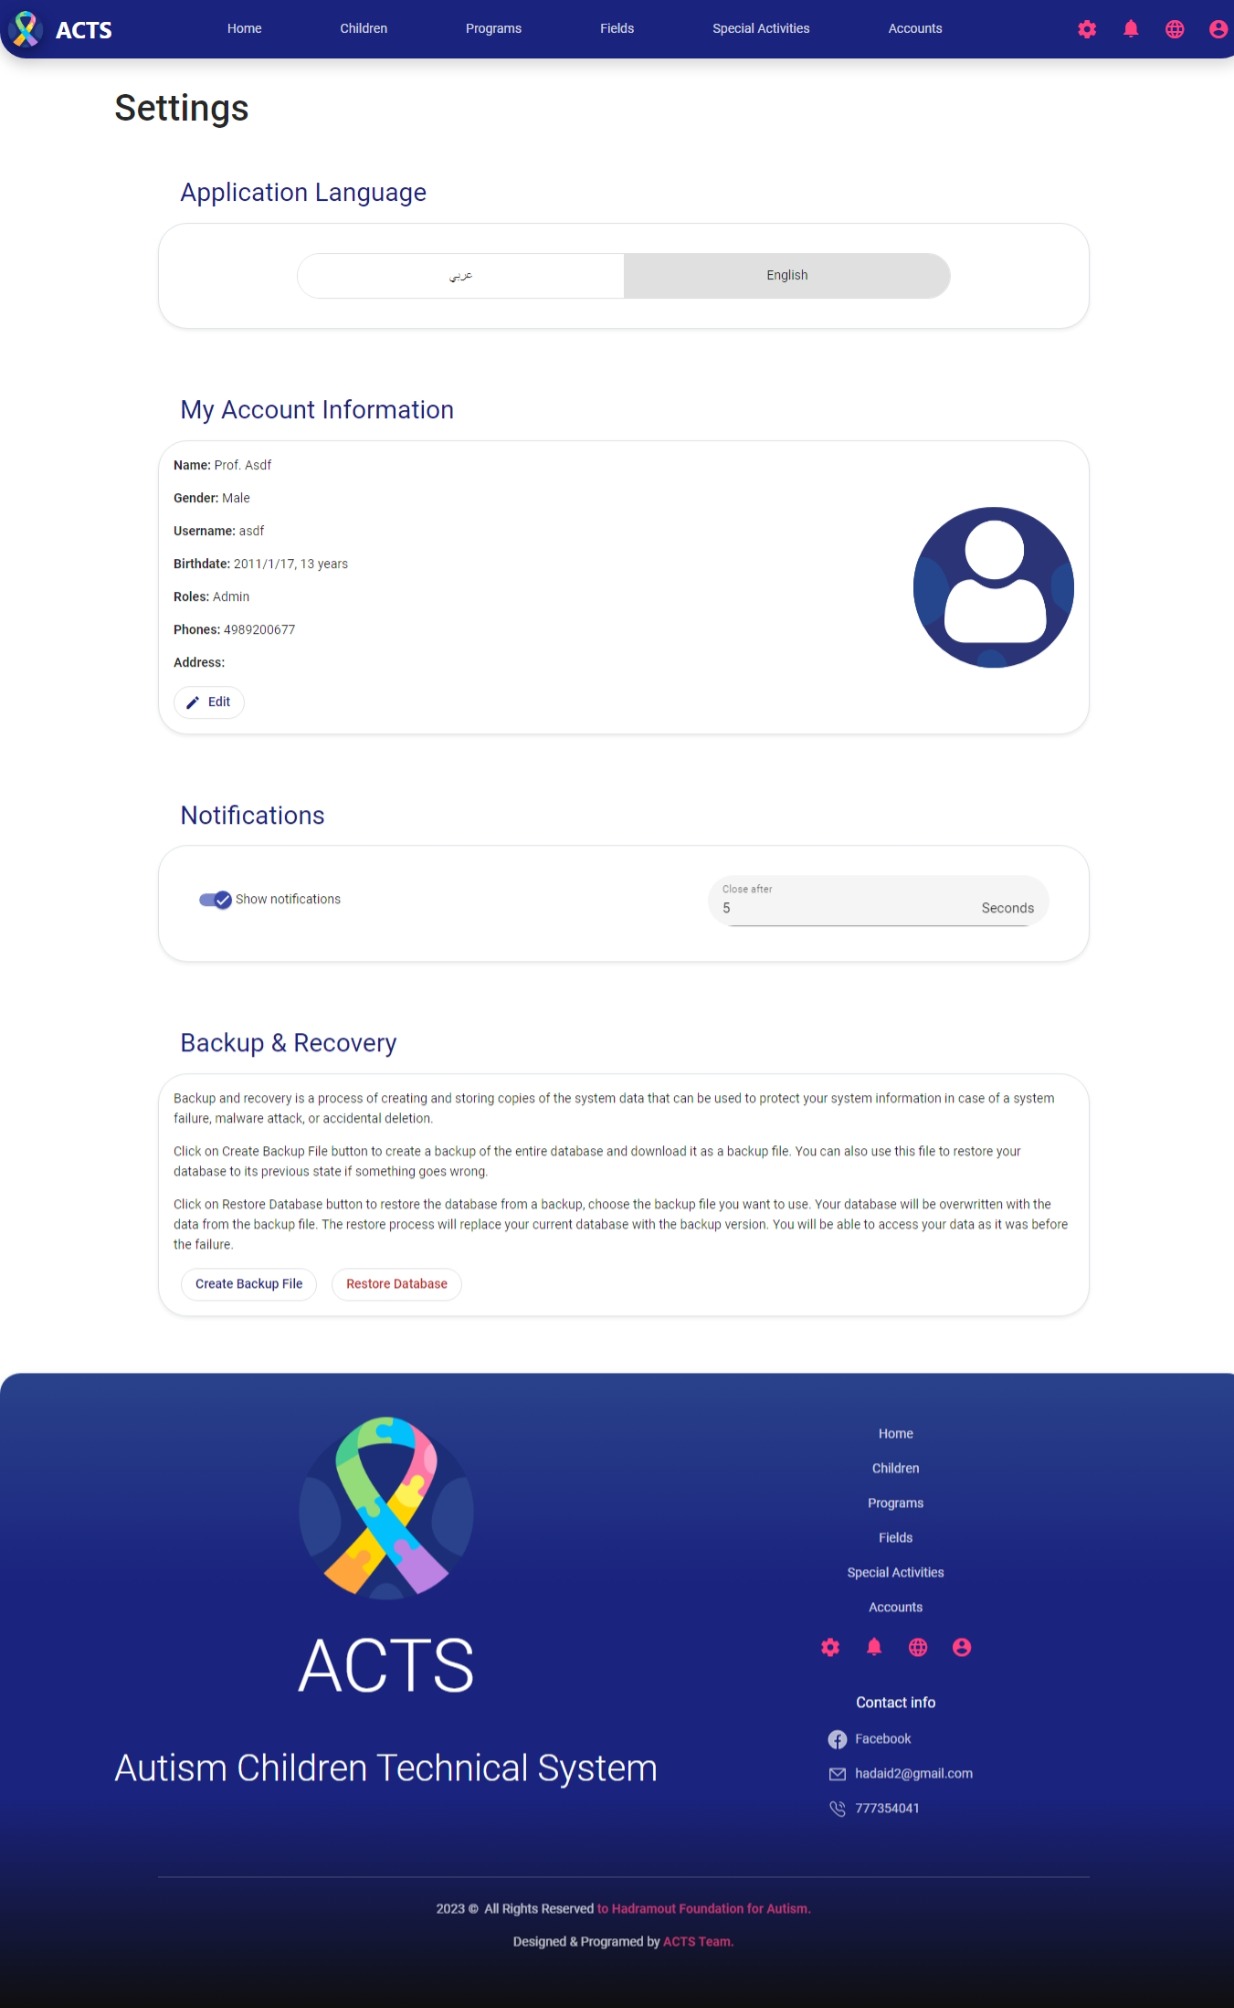 ACTS
Home
Children
Programs
Fields
Special Activities
Accounts
Settings
Application Language
عربي
English
My Account Information
Name: Prof. Asdf
Gender: Male
Username: asdf
Birthdate: 2011/1/17, 13 years
Roles: Admin
Phones: 4989200677
Address:
Edit
Notifications
Show notifications
Close after
5
Seconds
Backup & Recovery
Backup and recovery is a process of creating and storing copies of the system data that can be used to protect your system information in case of a system
failure, malware attack, or accidental deletion.
Click on Create Backup File button to create a backup of the entire database and download it as a backup file. You can also use this file to restore your
database to its previous state if something goes wrong.
Click on Restore Database button to restore the database from a backup, choose the backup file you want to use. Your database will be overwritten with the
data from the backup file. The restore process will replace your current database with the backup version. You will be able to access your data as it was before
the failure.
Create Backup File
Restore Database
ACTS
Autism Children Technical System
Home
Children
Programs
Fields
Special Activities
Accounts
Contact info
Facebook
hadaid2@gmail.com
777354041
2023 © All Rights Reserved to Hadramout Foundation for Autism.
Designed & Programed by ACTS Team.